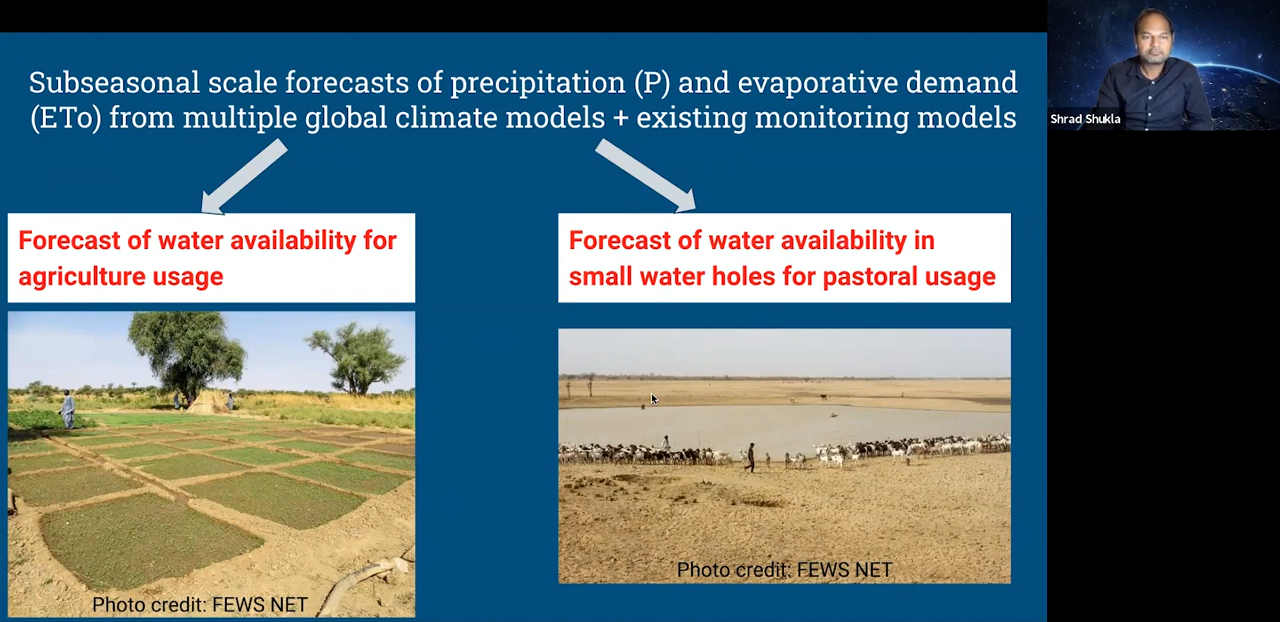 Subseasonal scale forecasts of precipitation (P) and evaporative demand
(ETo) from multiple global climate models + existing monitoring models
Shrad Shukla
Forecast of water availability for
agriculture usage
Forecast of water availability in
small water holes for pastoral usage
Photo credit: FEWS NET
Photo credit: FEWS NET